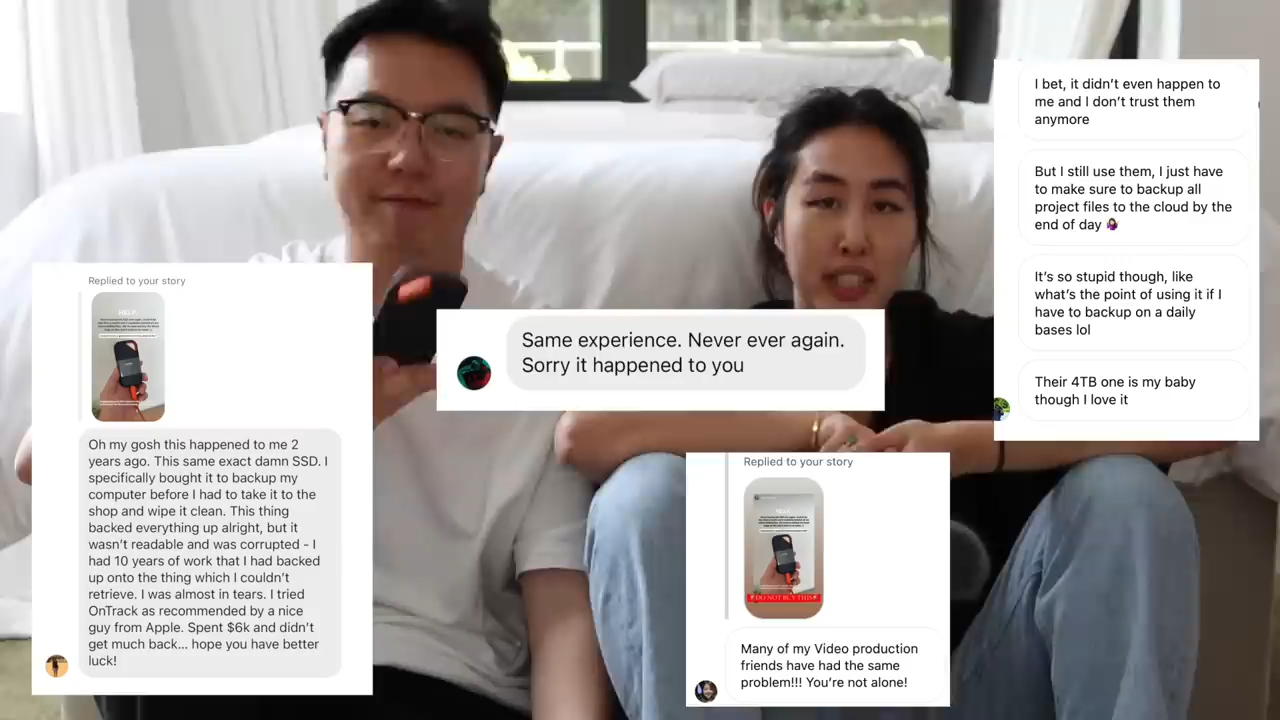 Replied to your story
HELP.
Oh my gosh this happened to me 2
years ago. This same exact damn SSD. I
specifically bought it to backup my
computer before I had to take it to the
shop and wipe it clean. This thing
backed everything up alright, but it
wasn't readable and was corrupted - I
had 10 years of work that I had backed
up onto the thing which I couldn't
retrieve. I was almost in tears. I tried
OnTrack as recommended by a nice
guy from Apple. Spent $6k and didn't
get much back... hope you have better
luck!
Same experience. Never ever again.
Sorry it happened to you
Replied to your story
HELP.
DO NOT BUY THIS
Many of my Video production
friends have had the same
problem!!! You're not alone!
I bet, it didn't even happen to
me and I don't trust them
anymore
But I still use them, I just have
to make sure to backup all
project files to the cloud by the
end of day 🤷🏻‍♀️
It's so stupid though, like
what's the point of using it if I
have to backup on a daily
bases lol
Their 4TB one is my baby
though I love it